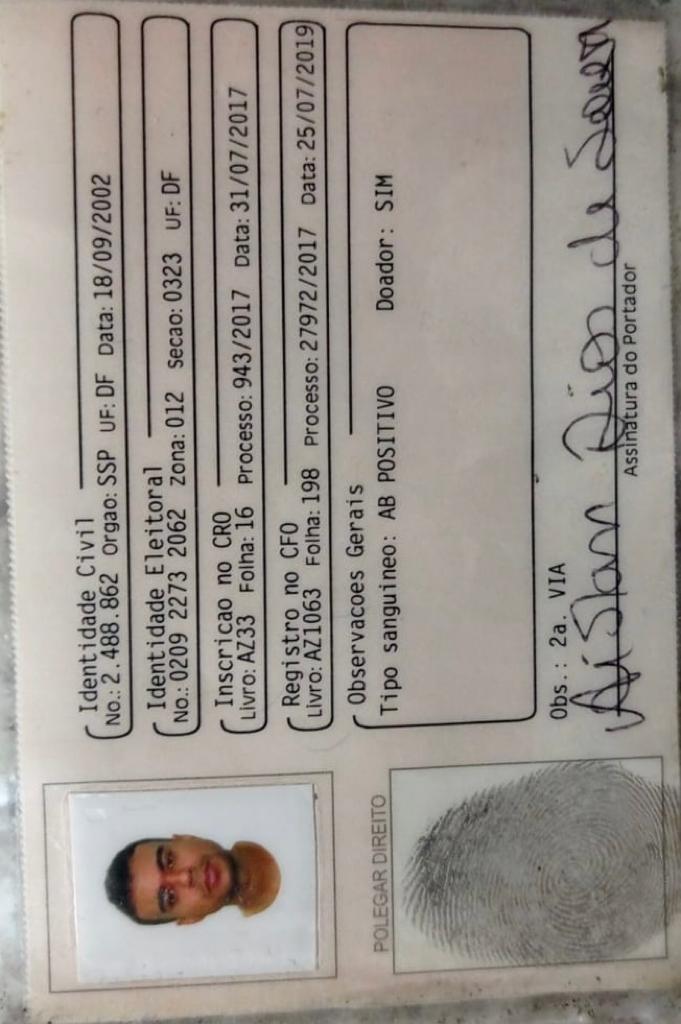 Identidade Civil
No.: 2.488.862 Orgao: SSP UF: DF Data: 18/09/2002
Identidade Eleitoral
No.: 0209 2273 2062 Zona: 012 Secao: 0323 UF: DF
Inscricao no CRO
Livro: AZ33 Folha: 16 Processo: 943/2017 Data: 31/07/2017
Registro no CFO
Livro: AZ1063 Folha: 198 Processo: 27972/2017 Data: 25/07/2019
Observacoes Gerais
Tipo sanguineo: AB POSITIVO Doador: SIM
Obs.: 2a. VIA
de
Assinatura do Portador
POLEGAR DIREITO